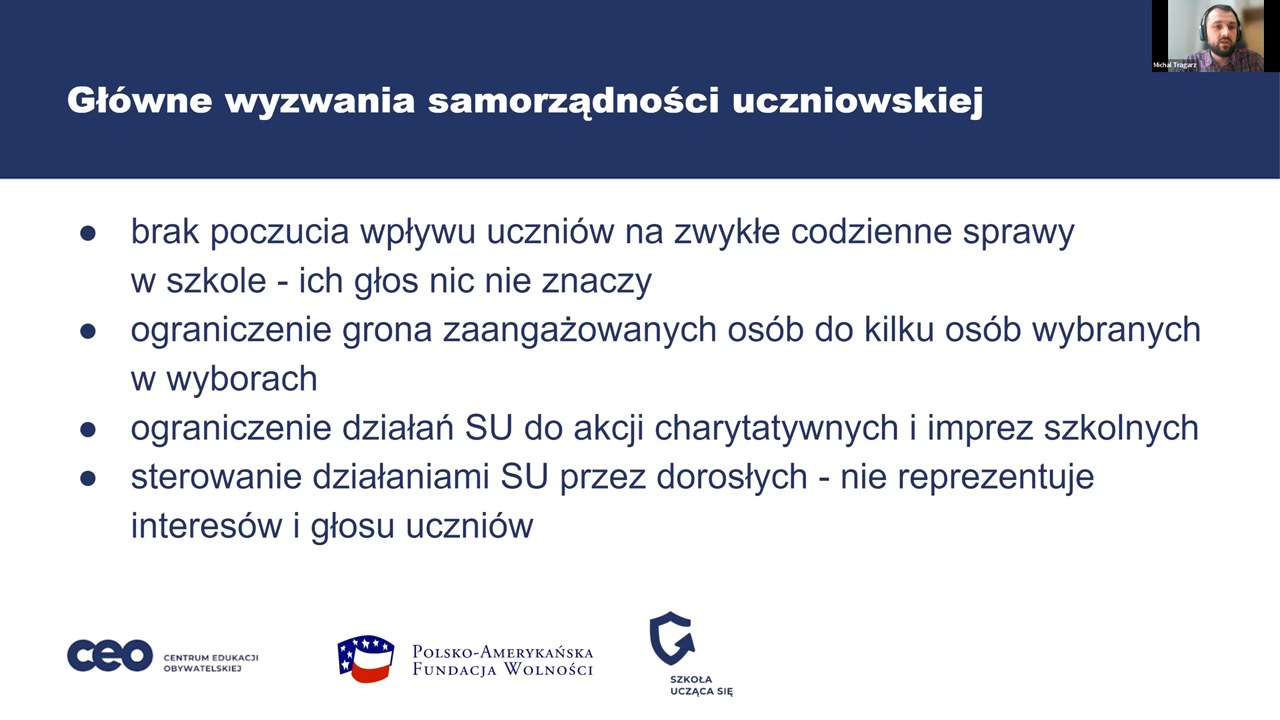 Michał Tragarz
Główne wyzwania samorządności uczniowskiej
● brak poczucia wpływu uczniów na zwykłe codzienne sprawy
w szkole - ich głos nic nie znaczy
● ograniczenie grona zaangażowanych osób do kilku osób wybranych
w wyborach
● ograniczenie działań SU do akcji charytatywnych i imprez szkolnych
● sterowanie działaniami SU przez dorosłych - nie reprezentuje
interesów i głosu uczniów
ceo CENTRUM EDUKACJI
OBYWATELSKIEJ
POLSKO-AMERYKAŃSKA
FUNDACJA WOLNOŚCI
SZKOŁA
UCZĄCA SIĘ